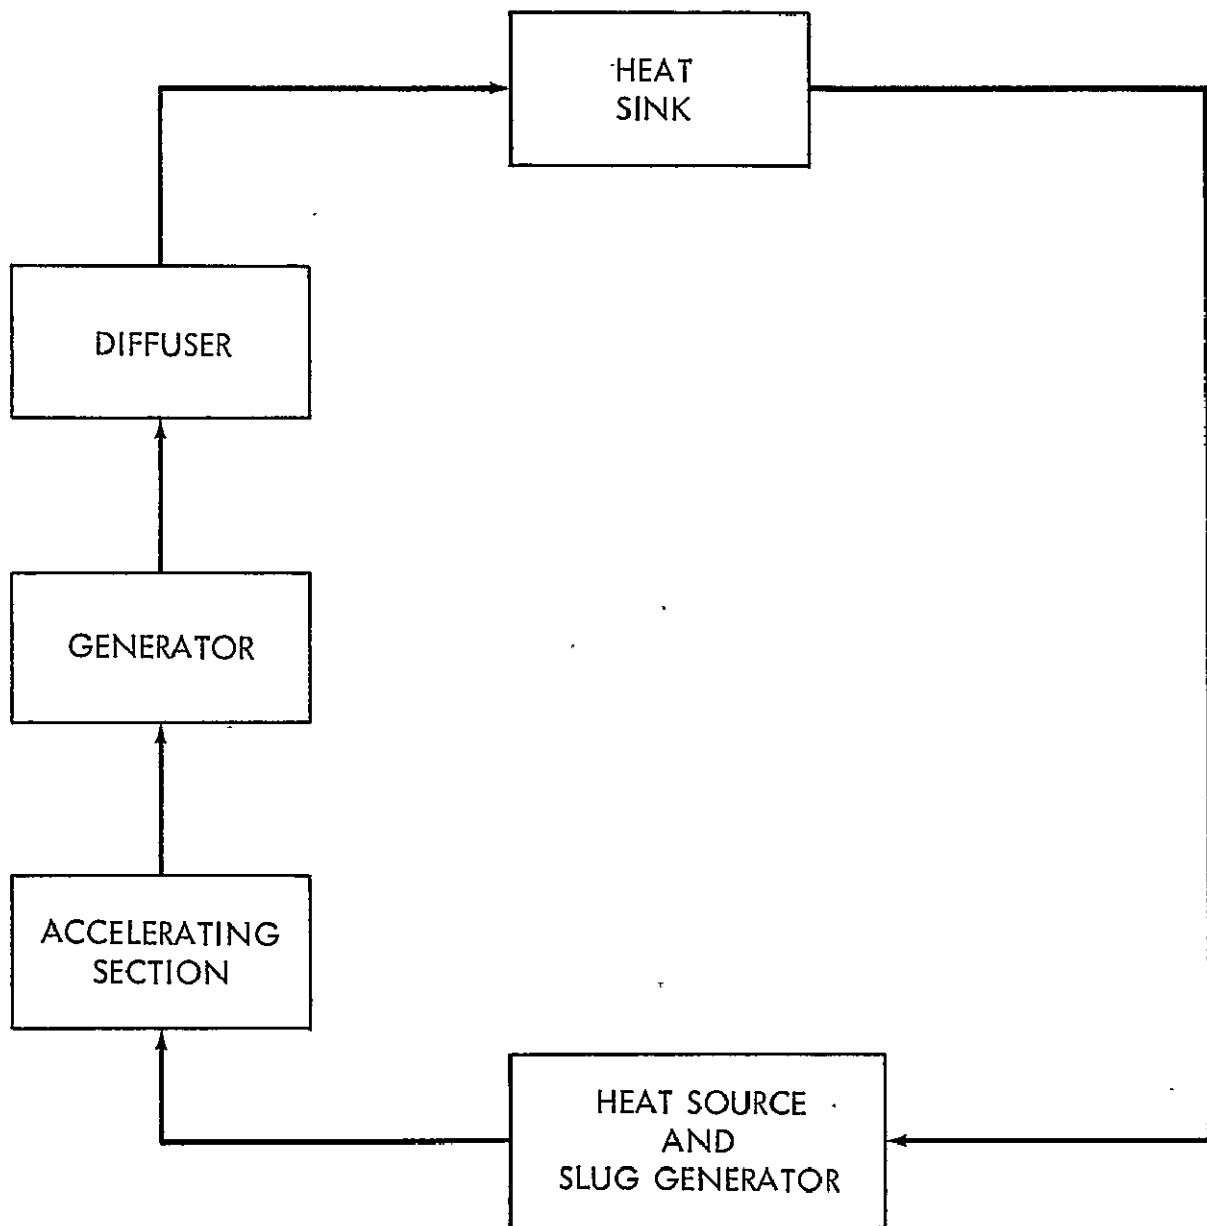 HEAT
SINK
DIFFUSER
GENERATOR
ACCELERATING
SECTION
HEAT SOURCE
AND
SLUG GENERATOR